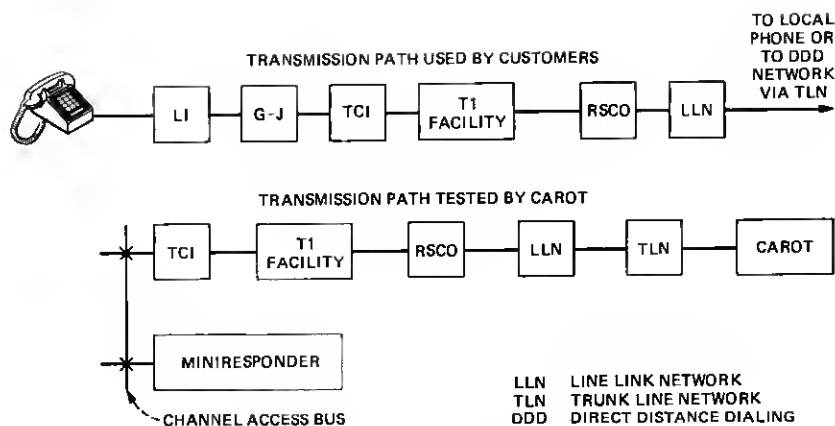 TO LOCAL
PHONE OR
TO DDD
NETWORK
VIA TLN
TRANSMISSION PATH USED BY CUSTOMERS
LI
G-J
TCI
T1
FACILITY
RSCO
LLN
TRANSMISSION PATH TESTED BY CAROT
TCI
T1
FACILITY
RSCO
LLN
TLN
CAROT
MINIRESPONDER
CHANNEL ACCESS BUS
LLN LINE LINK NETWORK
TLN TRUNK LINE NETWORK
DDD DIRECT DISTANCE DIALING